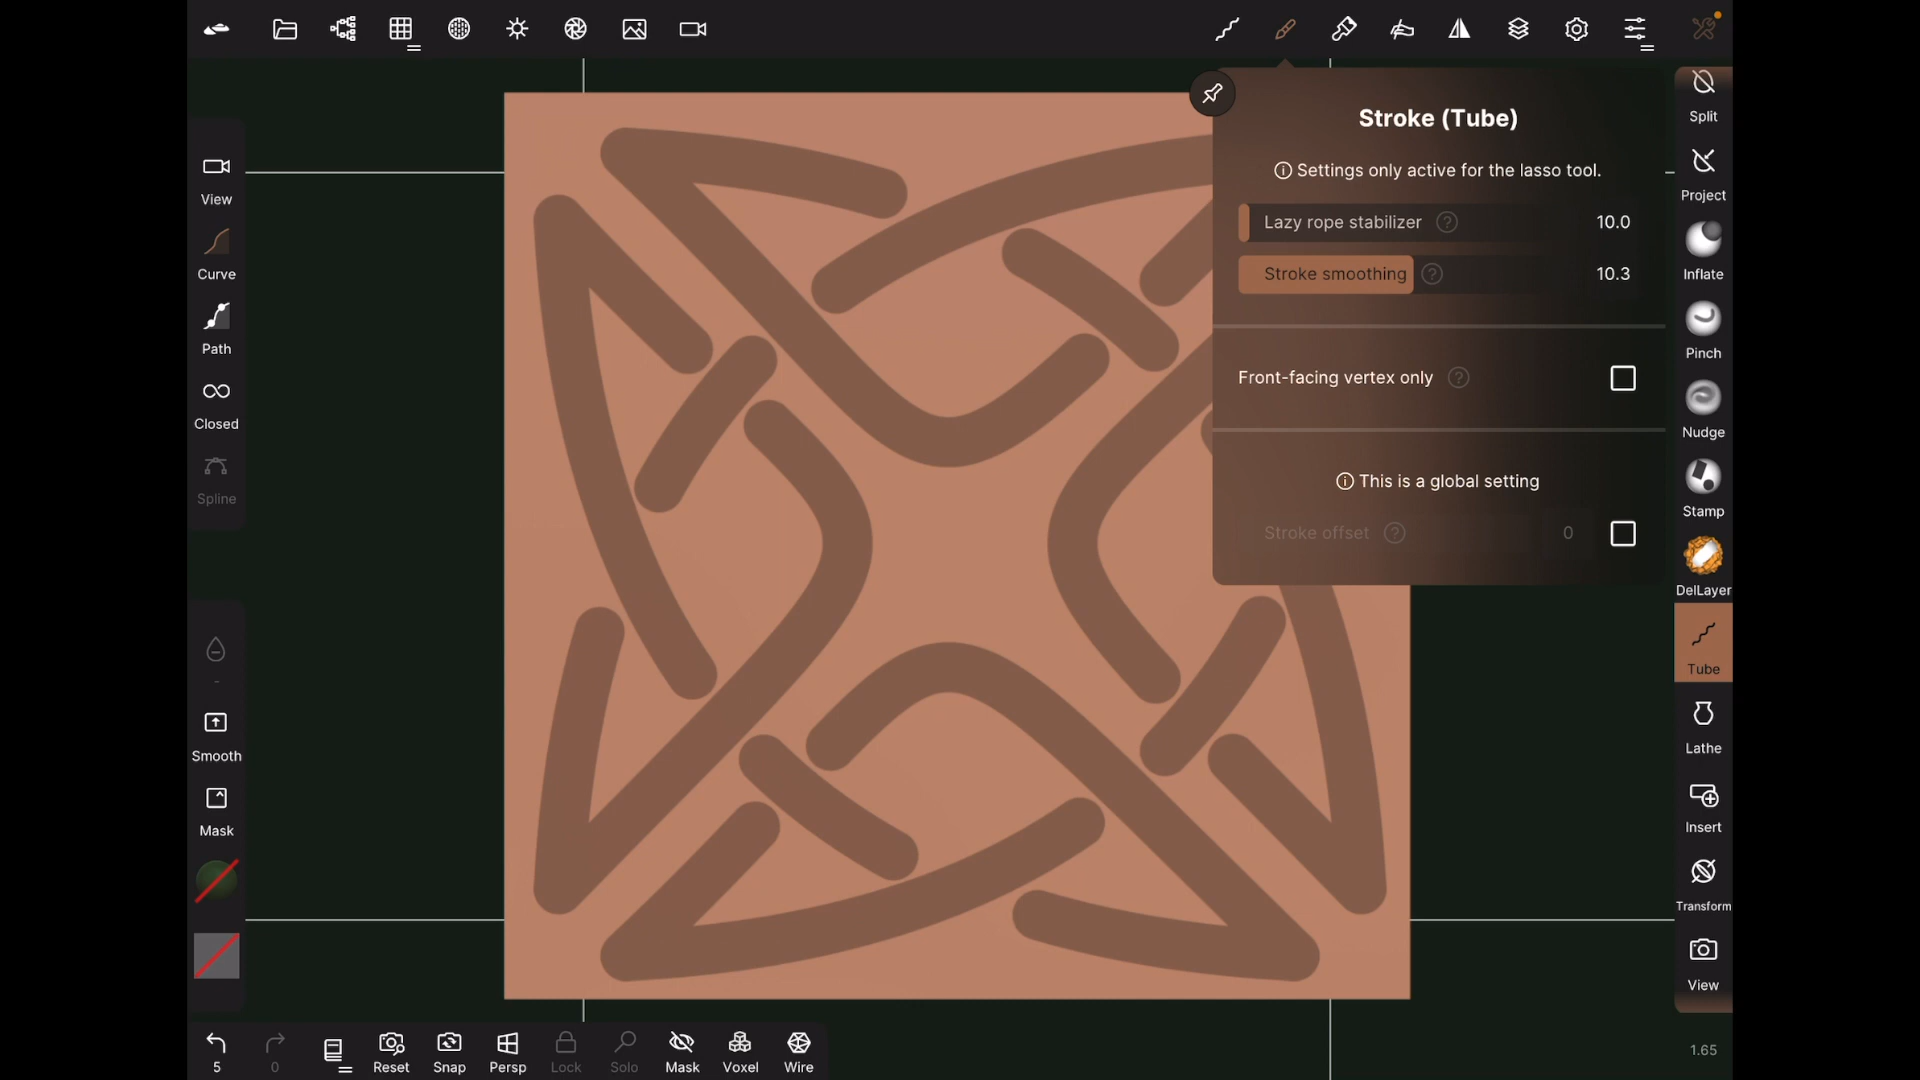 Stroke (Tube)
Settings only active for the lasso tool.
Lazy rope stabilizer ? 10.0
Stroke smoothing ? 10.3
Front-facing vertex only ?
This is a global setting
Stroke offset ? 0
View
Curve
Path
Closed
Spline
-
Smooth
Mask
Split
Project
Inflate
Pinch
Nudge
Stamp
DelLayer
Tube
Lathe
Insert
Transform
View
5
0
Reset
Snap
Persp
Lock
Solo
Mask
Voxel
Wire
1.65